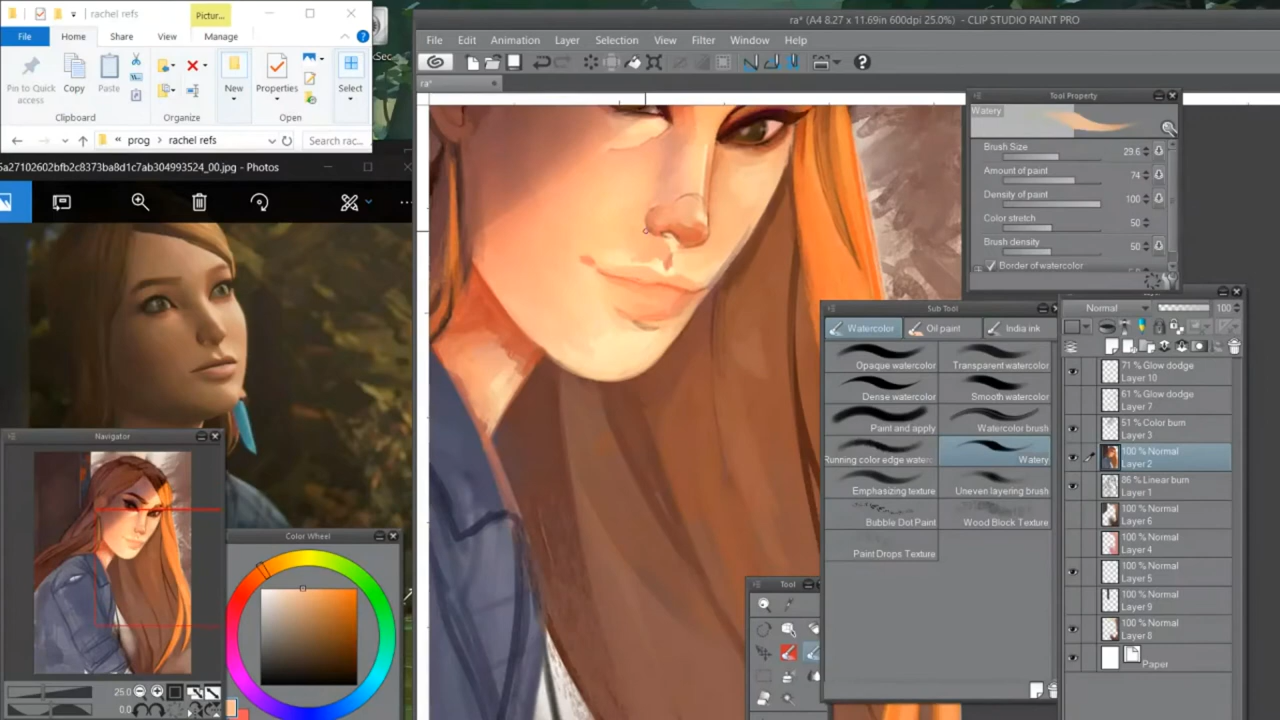 rachel refs
Pictur...
File
Home
Share
View
Manage
Pin to Quick access
Copy
Paste
New
Properties
Select
Clipboard
Organize
Open
« prog > rachel refs
Search rac...
5a27102602bfb2c8373ba8d1c7ab304993524_00.jpg - Photos
Navigator
25.0
0.0
Color Wheel
ra* (A4 8.27 x 11.69in 600dpi 25.0%) - CLIP STUDIO PAINT PRO
File Edit Animation Layer Selection View Filter Window Help
ra*
Tool Property
Watery
Brush Size 29.6
Amount of paint 74
Density of paint 100
Color stretch 50
Brush density 50
Border of watercolor
Sub Tool
Watercolor Oil paint India ink
Opaque watercolor Transparent watercolor
Dense watercolor Smooth watercolor
Paint and apply Watercolor brush
Running color edge waterc Watery
Emphasizing texture Uneven layering brush
Bubble Dot Paint Wood Block Texture
Paint Drops Texture
Tool
Normal 100
71 % Glow dodge
Layer 10
61 % Glow dodge
Layer 7
51 % Color burn
Layer 3
100 % Normal
Layer 2
86 % Linear burn
Layer 1
100 % Normal
Layer 6
100 % Normal
Layer 4
100 % Normal
Layer 5
100 % Normal
Layer 9
100 % Normal
Layer 8
Paper